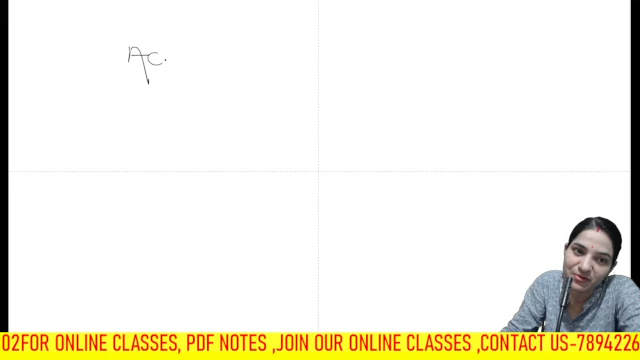 AC.
02FOR ONLINE CLASSES, PDF NOTES ,JOIN OUR ONLINE CLASSES ,CONTACT US-7894226